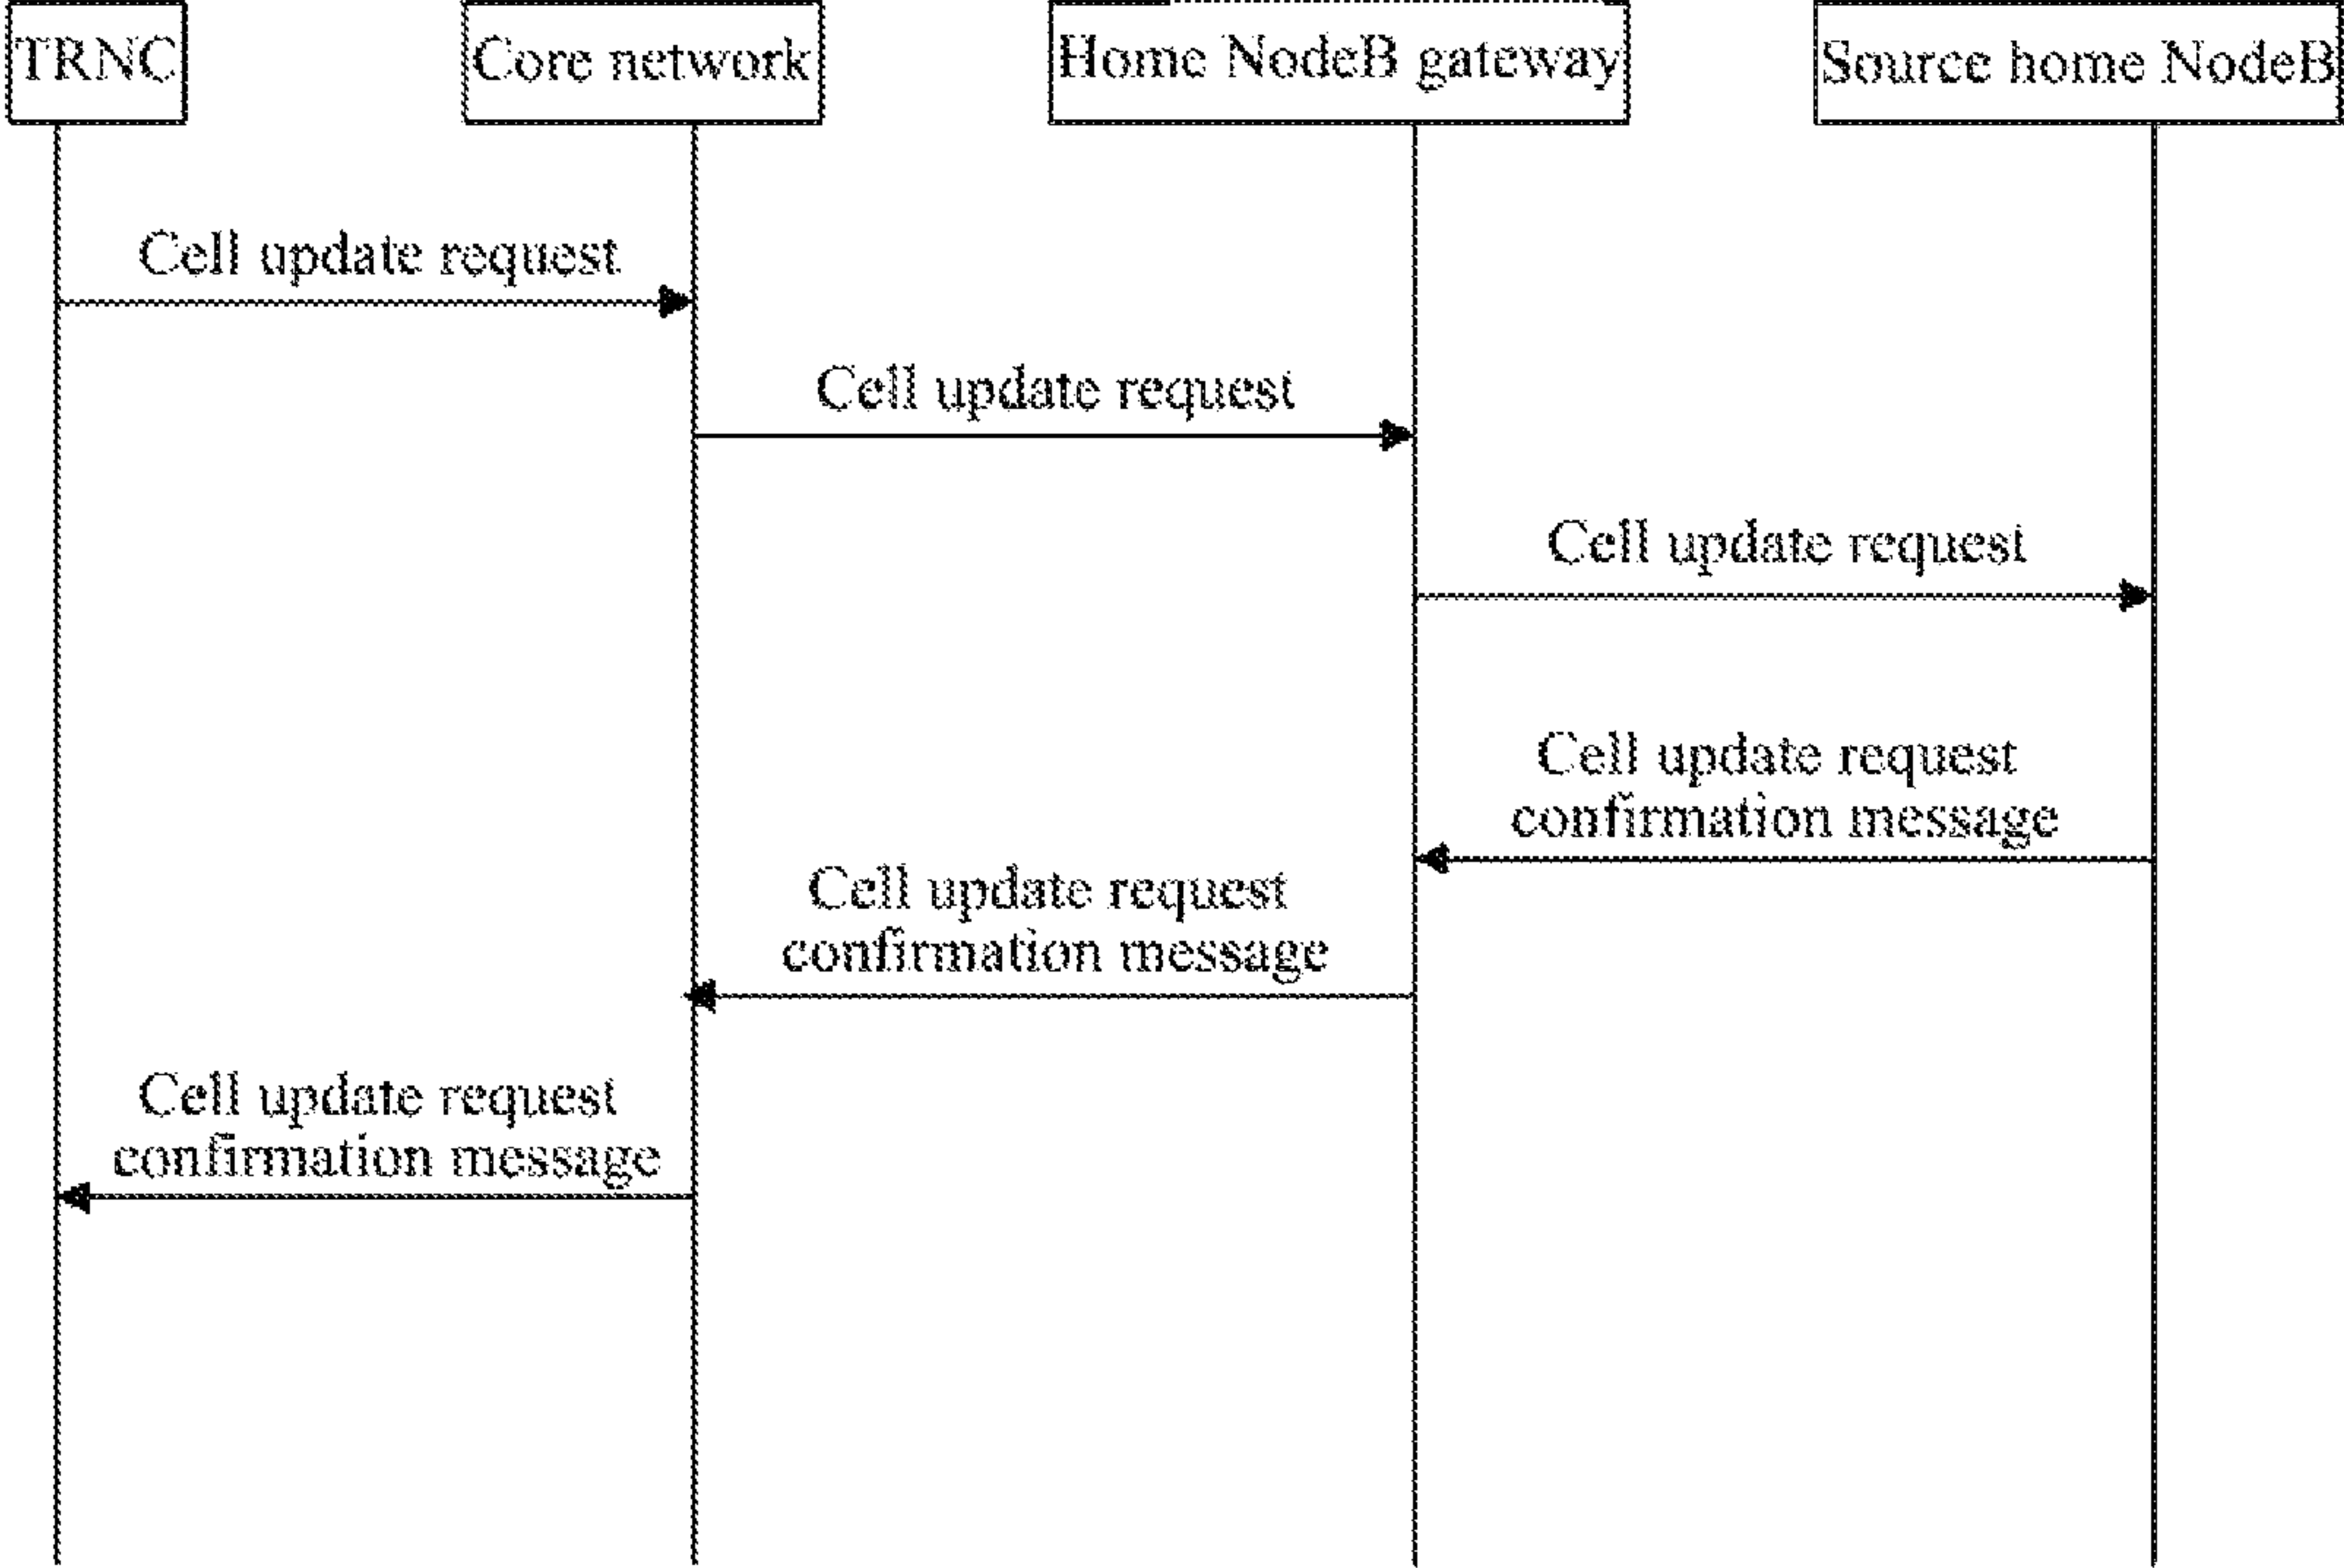 TRNC
Core network
Home NodeB gateway
Source home NodeB
Cell update request
Cell update request
Cell update request
Cell update request
confirmation message
Cell update request
confirmation message
Cell update request
confirmation message